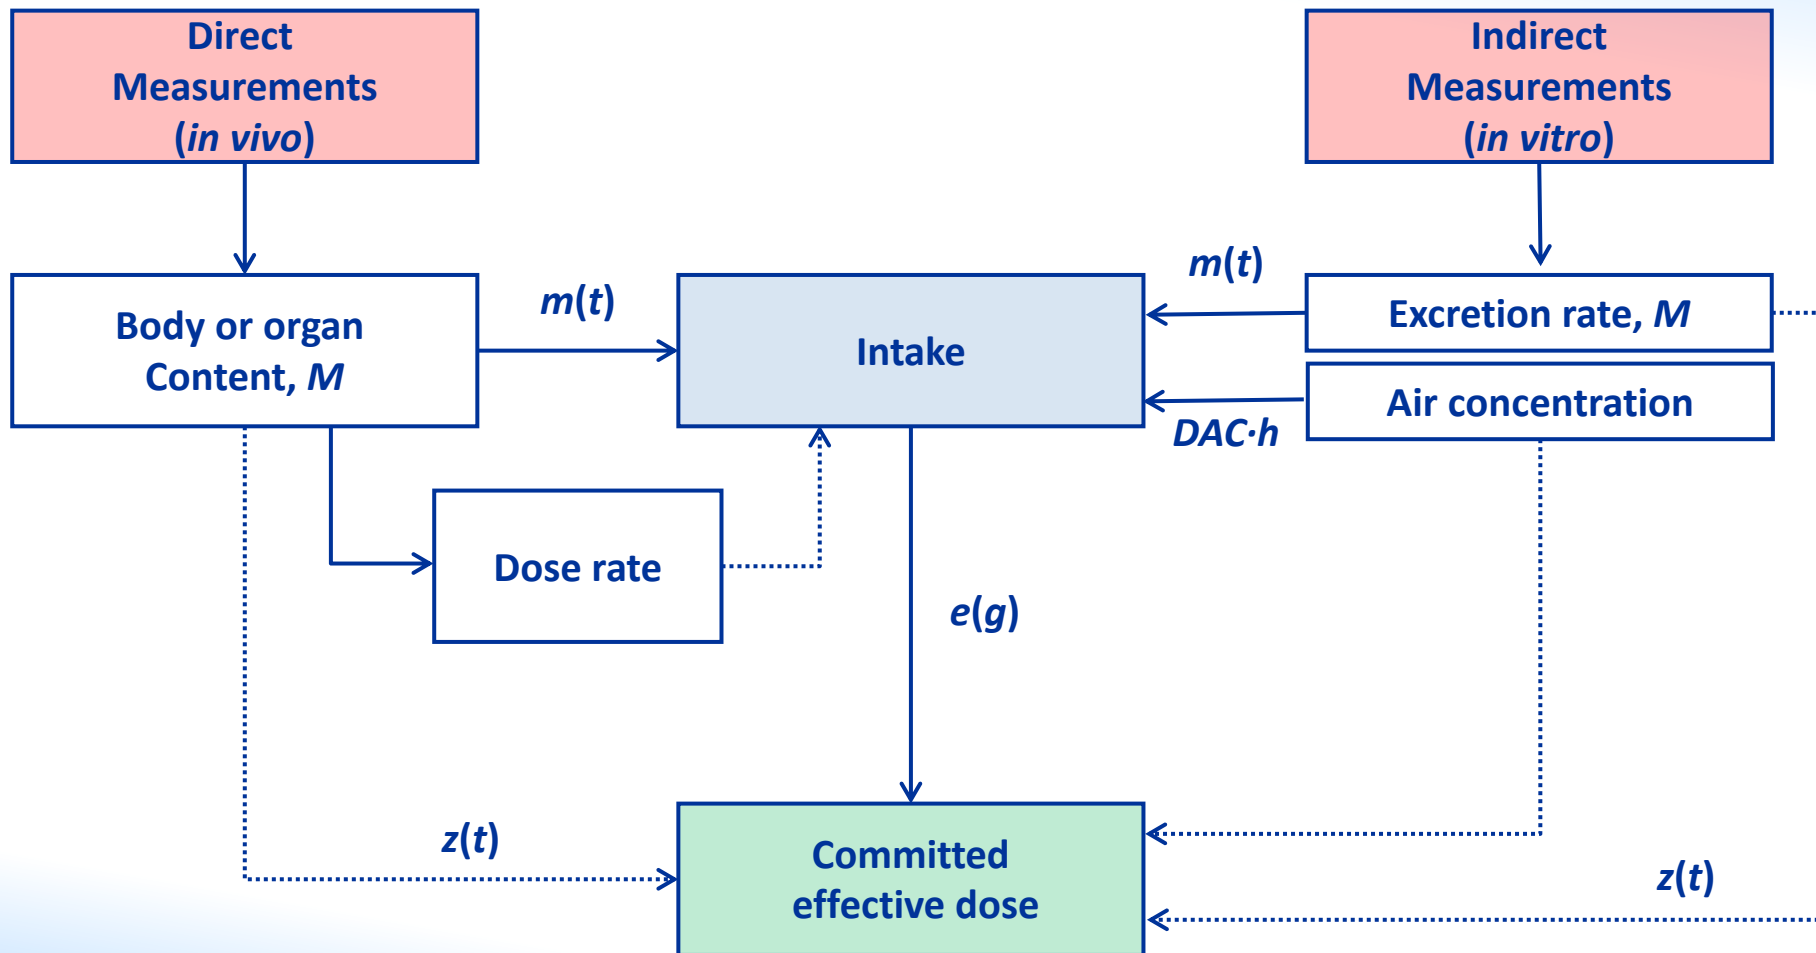 Direct
Measurements
(in vivo)
Indirect
Measurements
(in vitro)
Body or organ
Content, M
m(t)
Intake
m(t)
Excretion rate, M
Air concentration
DAC·h
Dose rate
e(g)
z(t)
Committed
effective dose
z(t)